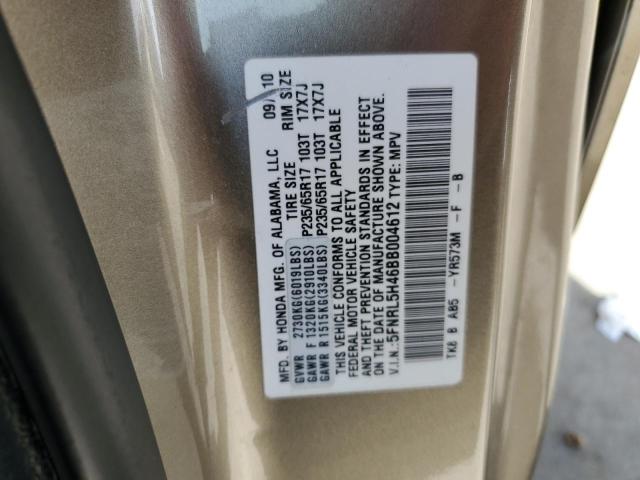 MFD. BY HONDA MFG. OF ALABAMA, LLC 09/10
TIRE SIZE RIM SIZE
GVWR 2730KG(6019LBS)
GAWR F 1320KG(2910LBS) P235/65R17 103T 17X7J
GAWR R 1515KG(3340LBS) P235/65R17 103T 17X7J
THIS VEHICLE CONFORMS TO ALL APPLICABLE
FEDERAL MOTOR VEHICLE SAFETY
AND THEFT PREVENTION STANDARDS IN EFFECT
ON THE DATE OF MANUFACTURE SHOWN ABOVE.
V.I.N.:5FNRL5H46BB004612 TYPE: MPV
TK8 B AB5 -YR573M - F - B